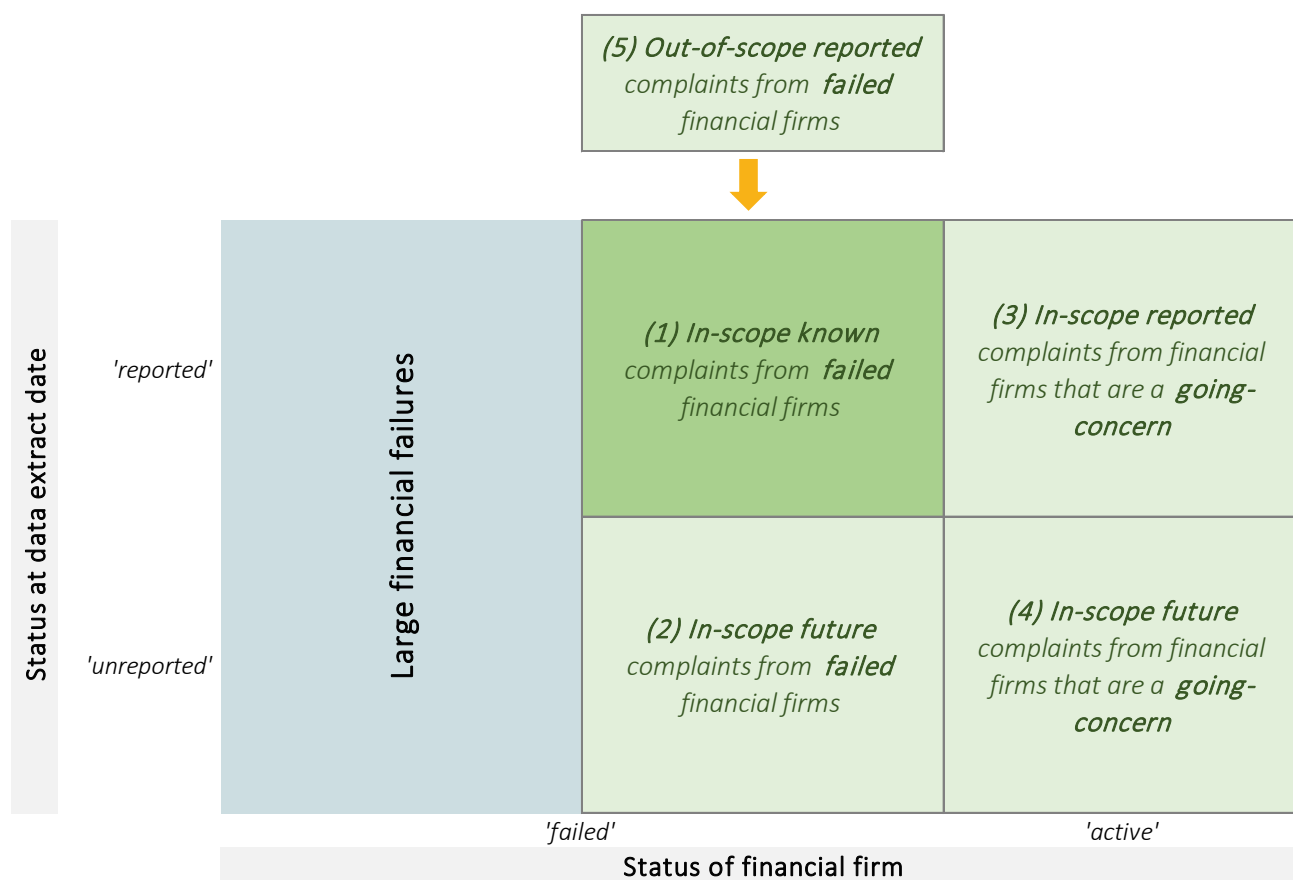 (5) Out-of-scope reported
complaints from failed
financial firms
Status at data extract date
'reported'
'unreported'
Large financial failures
(1) In-scope known
complaints from failed
financial firms
(3) In-scope reported
complaints from financial
firms that are a going-
concern
(2) In-scope future
complaints from failed
financial firms
(4) In-scope future
complaints from financial
firms that are a going-
concern
'failed'
'active'
Status of financial firm